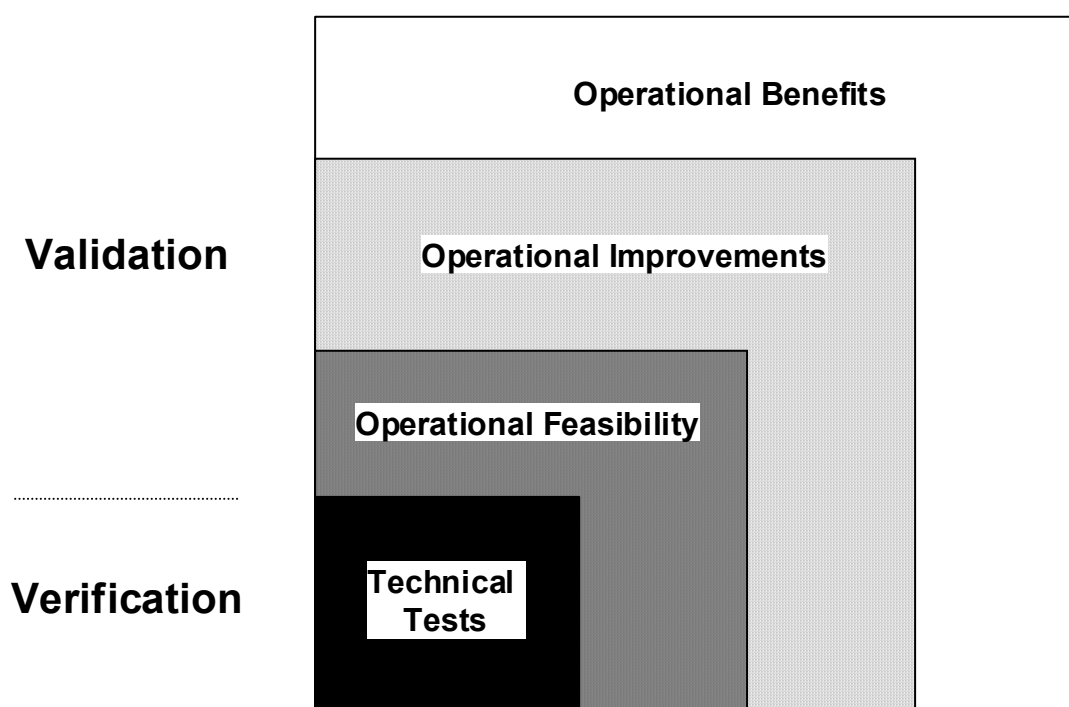 Operational Benefits
Validation
Operational Improvements
Operational Feasibility
Verification
Technical
Tests